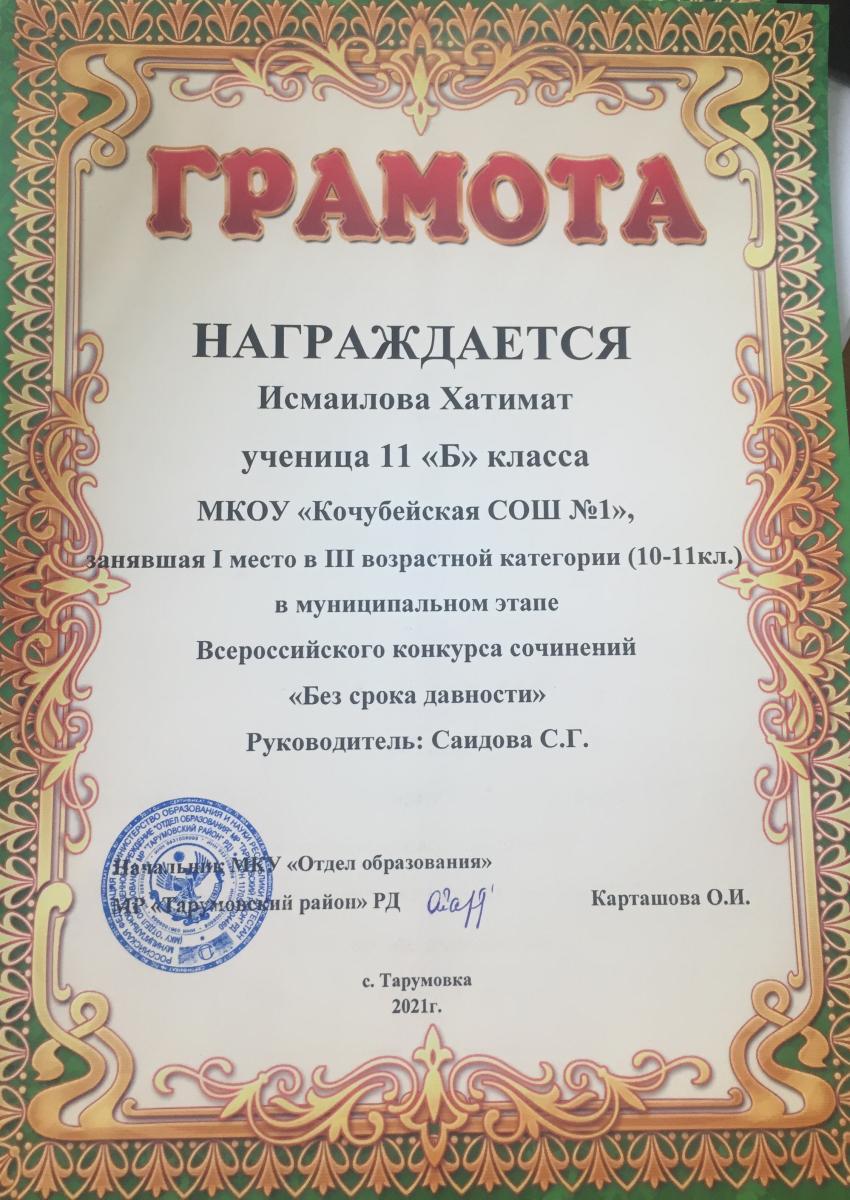 ГРАМОТА
НАГРАЖДАЕТСЯ
Исмаилова Хатимат
ученица 11 «Б» класса
МКОУ «Кочубейская СОШ №1»,
занявшая I место в III возрастной категории (10-11кл.)
в муниципальном этапе
Всероссийского конкурса сочинений
«Без срока давности»
Руководитель: Саидова С.Г.
Начальник МКУ «Отдел образования»
МР «Тарумовский район» РД
Карташова О.И.
с. Тарумовка
2021г.